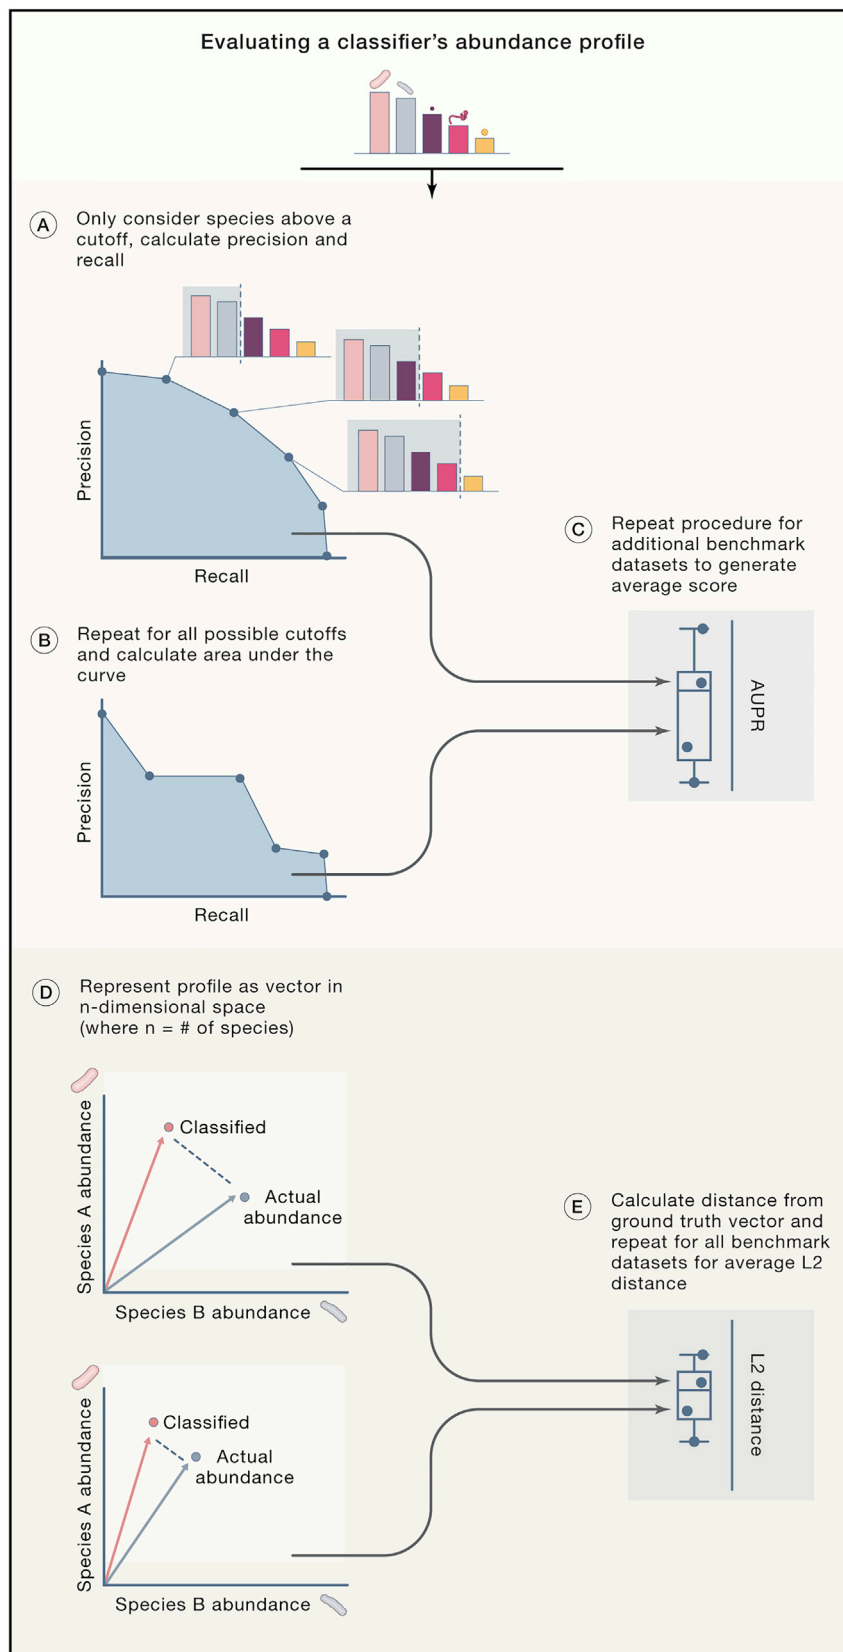 Evaluating a classifier's abundance profile
A
Only consider species above a
cutoff, calculate precision and
recall
Precision
Recall
B
Repeat for all possible cutoffs
and calculate area under the
curve
Precision
Recall
C
Repeat procedure for
additional benchmark
datasets to generate
average score
AUPR
D
Represent profile as vector in
n-dimensional space
(where n = # of species)
Species A abundance
Classified
Actual
abundance
Species B abundance
Species A abundance
Classified
Actual
abundance
Species B abundance
E
Calculate distance from
ground truth vector and
repeat for all benchmark
datasets for average L2
distance
L2 distance